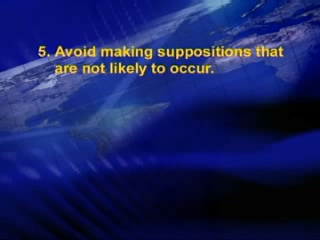 5. Avoid making suppositions that
are not likely to occur.